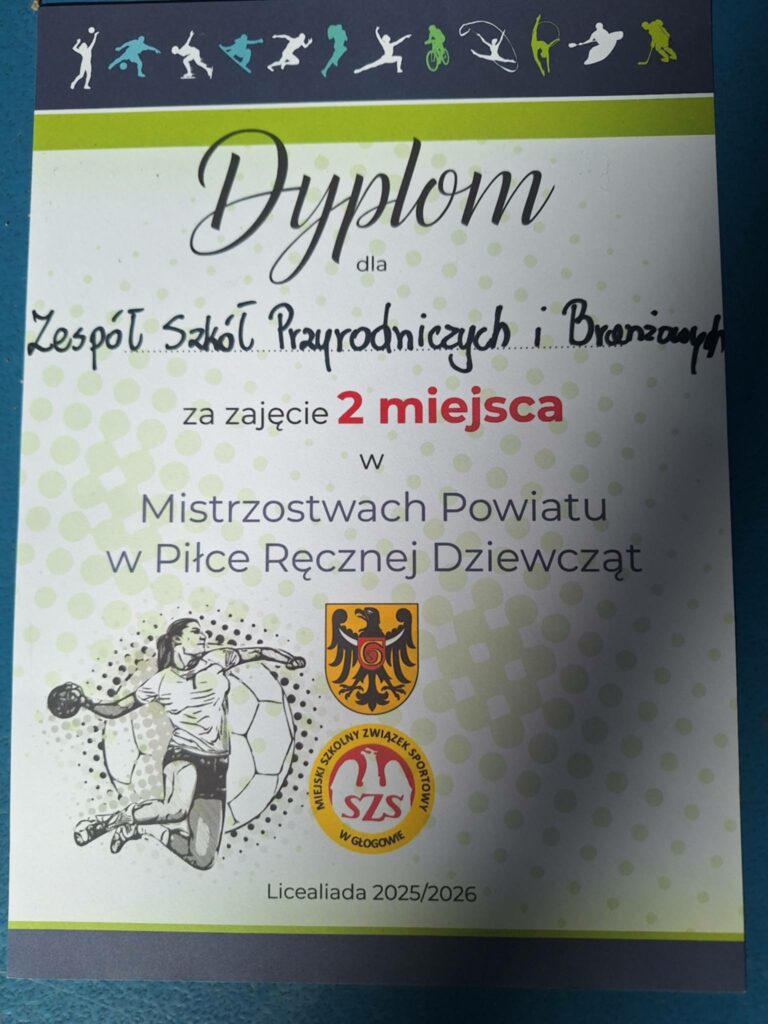 Dyplom
dla
Zespół Szkół Przyrodniczych i Branżowych
za zajęcie 2 miejsca
w
Mistrzostwach Powiatu
w Piłce Ręcznej Dziewcząt
G
MIEJSKI SZKOLNY ZWIĄZEK SPORTOWY
SZS
W GŁOGOWIE
Licealiada 2025/2026